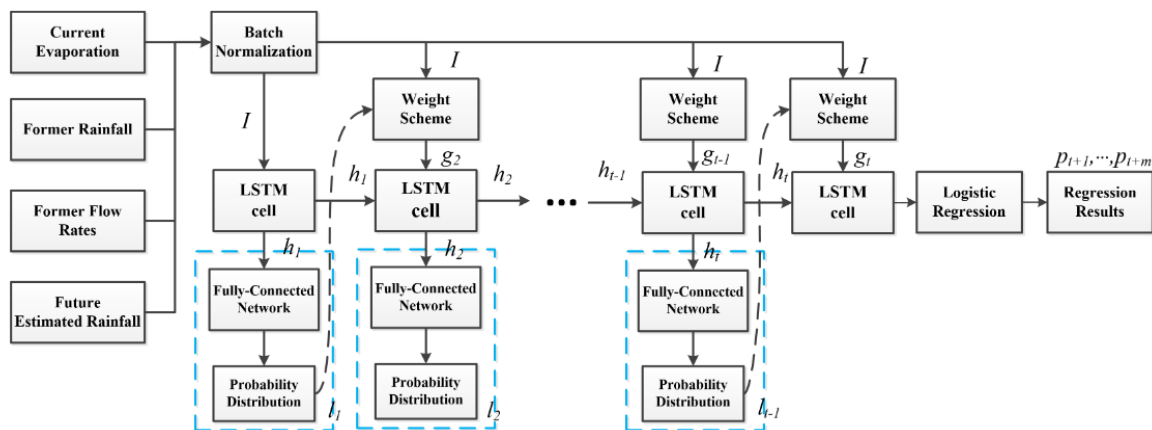 Current
Evaporation
Batch
Normalization
Former Rainfall
Former Flow
Rates
Future
Estimated Rainfall
I
I
I
I
Weight
Scheme
Weight
Scheme
Weight
Scheme
g2
gt-1
gt
h1
h2
ht-1
ht
pt+1,···,pt+m
LSTM
cell
LSTM
cell
•••
LSTM
cell
LSTM
cell
Logistic
Regression
Regression
Results
h1
h2
ht
Fully-Connected
Network
Fully-Connected
Network
Fully-Connected
Network
Probability
Distribution
Probability
Distribution
Probability
Distribution
l1
l2
lt-1